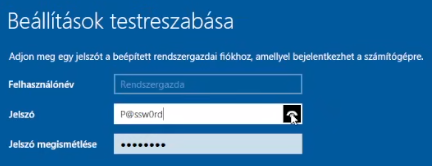 Beállítások testreszabása
Adjon meg egy jelszót a beépített rendszergazdai fiókhoz, amellyel bejelentkezhet a számítógépre.
Felhasználónév Rendszergazda
Jelszó P@ssw0rd
Jelszó megismétlése ••••••••